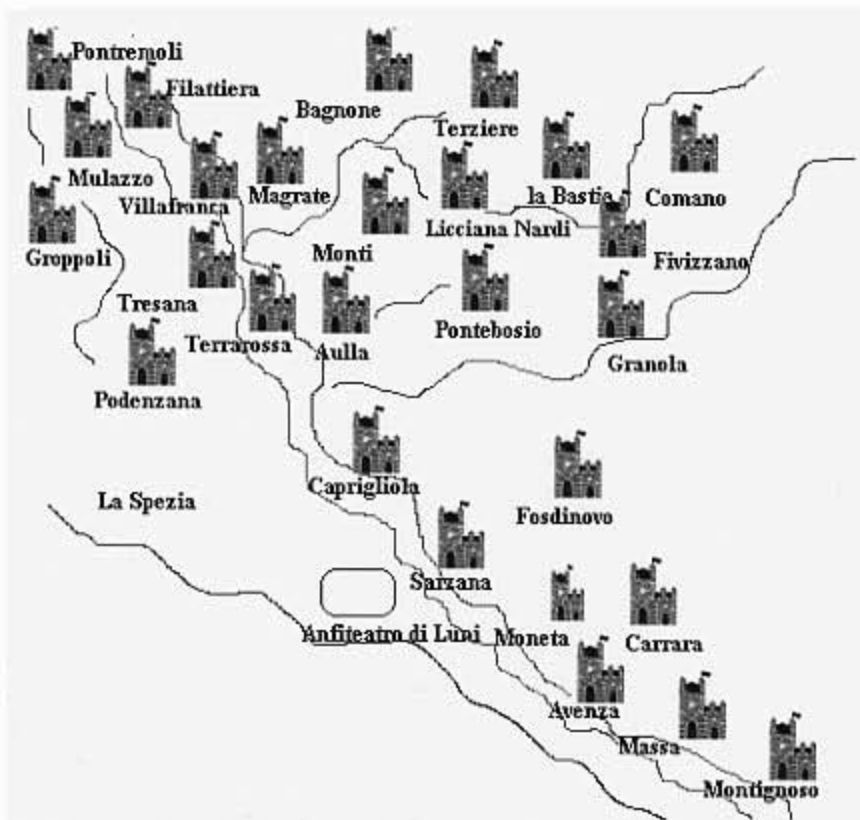 Pontremoli
Filattiera
Bagnone
Terziere
Mulazzo
Villafranca
Magrate
la Bastia
Comano
Licciana Nardi
Groppoli
Monti
Fivizzano
Tresana
Terrarossa
Aulla
Pontebosio
Granola
Podenzana
Caprigliola
La Spezia
Fosdinovo
Sarzana
Anfiteatro di Luni
Moneta
Carrara
Avenza
Massa
Montignoso